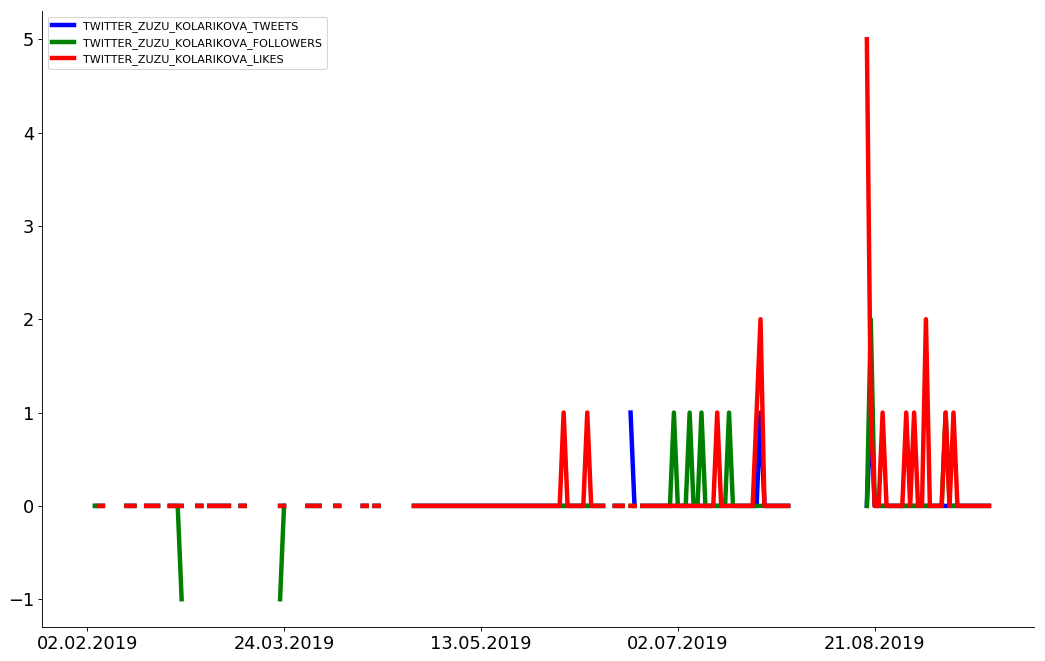 TWITTER_ZUZU_KOLARIKOVA_TWEETS
TWITTER_ZUZU_KOLARIKOVA_FOLLOWERS
TWITTER_ZUZU_KOLARIKOVA_LIKES
5
4
3
2
1
0
−1
02.02.2019 24.03.2019 13.05.2019 02.07.2019 21.08.2019